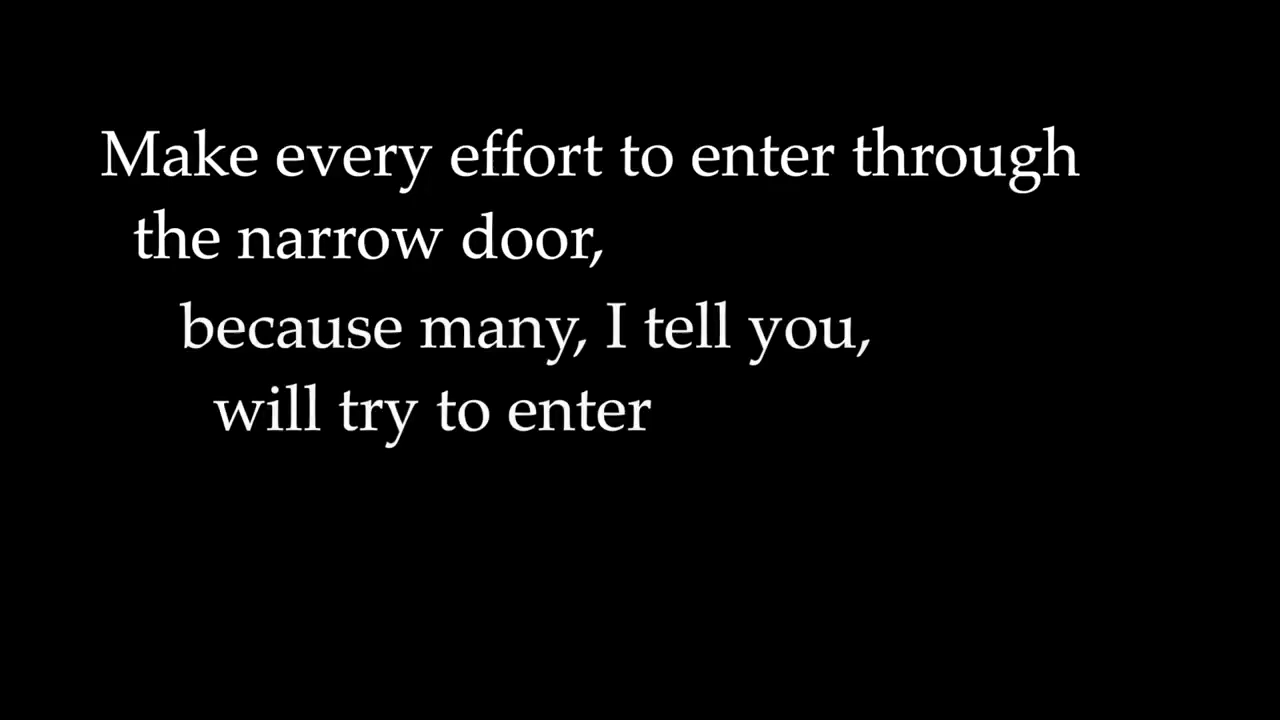 Make every effort to enter through
the narrow door,
because many, I tell you,
will try to enter